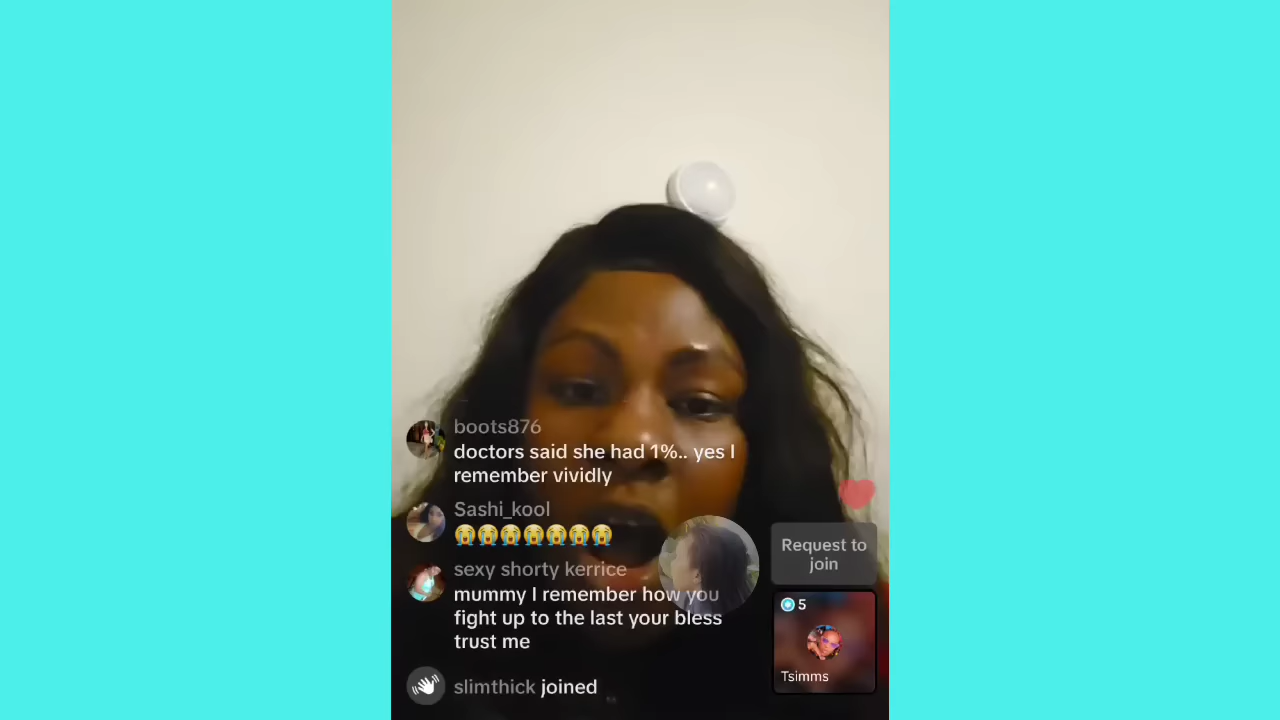 boots876
doctors said she had 1%.. yes I
remember vividly
Sashi_kool
😭😭😭😭😭😭😭
sexy shorty kerrice
mummy I remember how you
fight up to the last your bless
trust me
slimthick joined
Request to
join
5
Tsimms